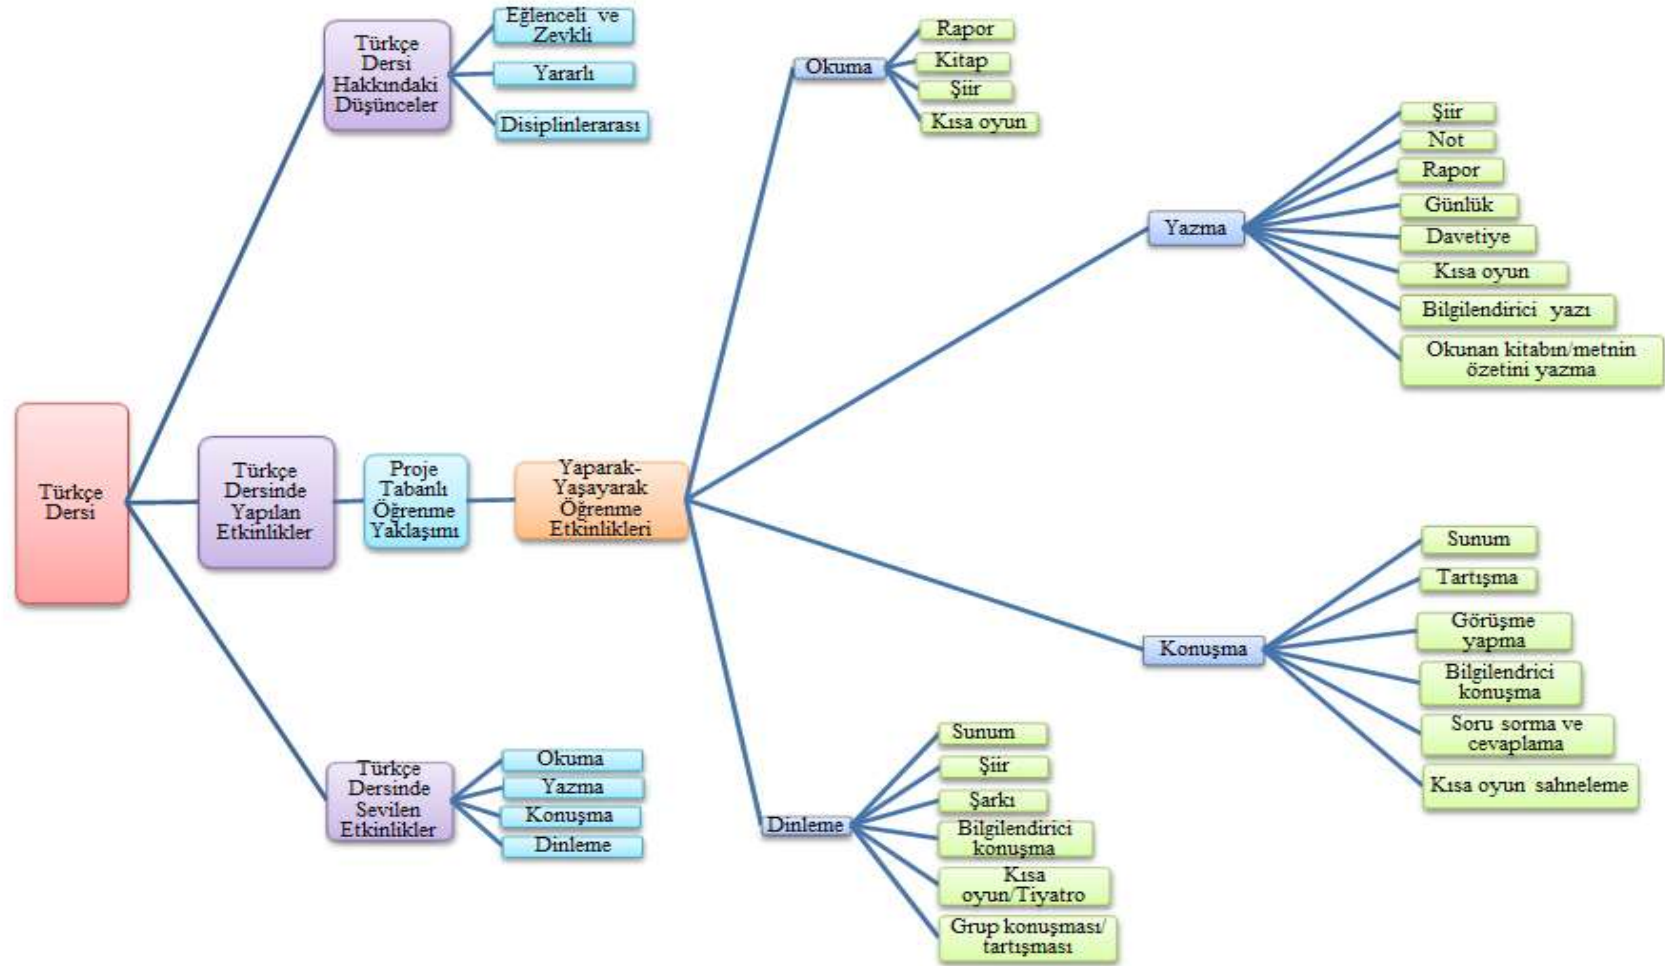 Türkçe
Dersi
Türkçe
Dersi
Hakkındaki
Düşünceler
Eğlenceli ve
Zevkli
Yararlı
Disiplinlerarası
Türkçe
Dersinde
Yapılan
Etkinlikler
Proje
Tabanlı
Öğrenme
Yaklaşımı
Yaparak-
Yaşayarak
Öğrenme
Etkinlikleri
Okuma
Rapor
Kitap
Şiir
Kısa oyun
Yazma
Şiir
Not
Rapor
Günlük
Davetiye
Kısa oyun
Bilgilendirici yazı
Okunan kitabın/metnin
özetini yazma
Konuşma
Sunum
Tartışma
Görüşme
yapma
Bilgilendrici
konuşma
Soru sorma ve
cevaplama
Kısa oyun sahneleme
Dinleme
Sunum
Şiir
Şarkı
Bilgilendirici
konuşma
Kısa
oyun/Tiyatro
Grup konuşması/
tartışması
Türkçe
Dersinde
Sevilen
Etkinlikler
Okuma
Yazma
Konuşma
Dinleme